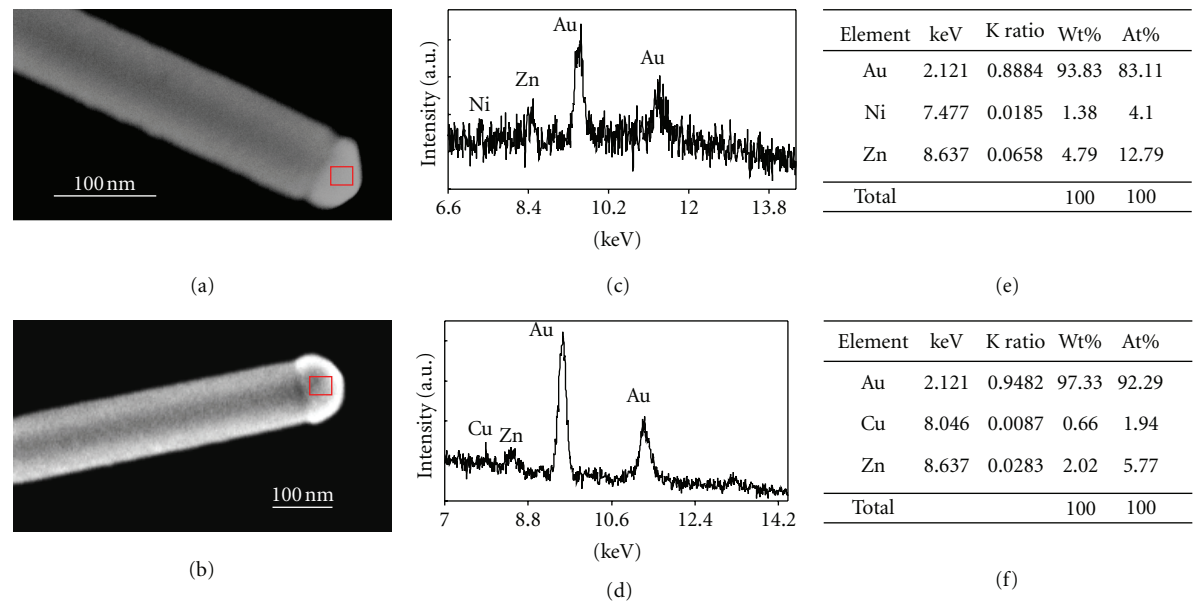 100 nm
(a)
Intensity (a.u.)
Ni
Zn
Au
Au
6.6 8.4 10.2 12 13.8
(keV)
(c)
Element keV K ratio Wt% At%
Au 2.121 0.8884 93.83 83.11
Ni 7.477 0.0185 1.38 4.1
Zn 8.637 0.0658 4.79 12.79
Total 100 100
(e)
100 nm
(b)
Intensity (a.u.)
Cu
Zn
Au
Au
7 8.8 10.6 12.4 14.2
(keV)
(d)
Element keV K ratio Wt% At%
Au 2.121 0.9482 97.33 92.29
Cu 8.046 0.0087 0.66 1.94
Zn 8.637 0.0283 2.02 5.77
Total 100 100
(f)